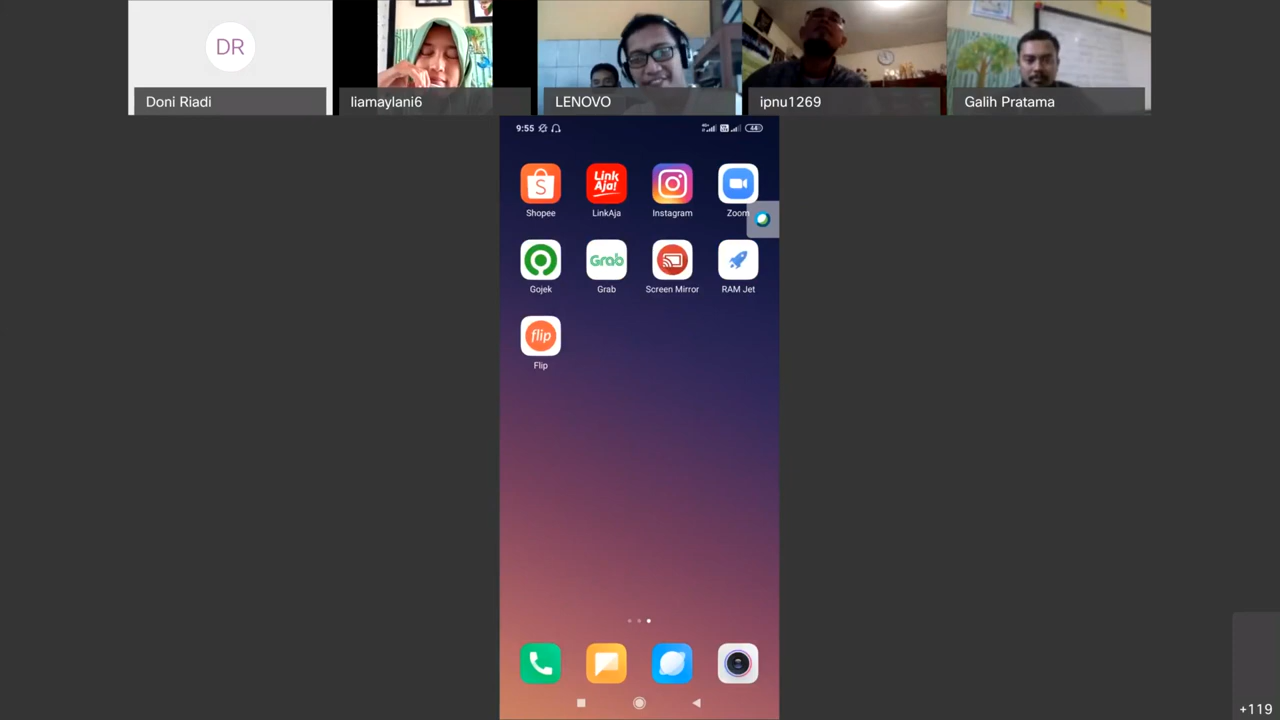 DR
Doni Riadi
liamaylani6
LENOVO
ipnu1269
Galih Pratama
9:55
44
Shopee
Link Aja!
LinkAja
Instagram
Zoom
Gojek
Grab
Grab
Screen Mirror
RAM Jet
flip
Flip
+119